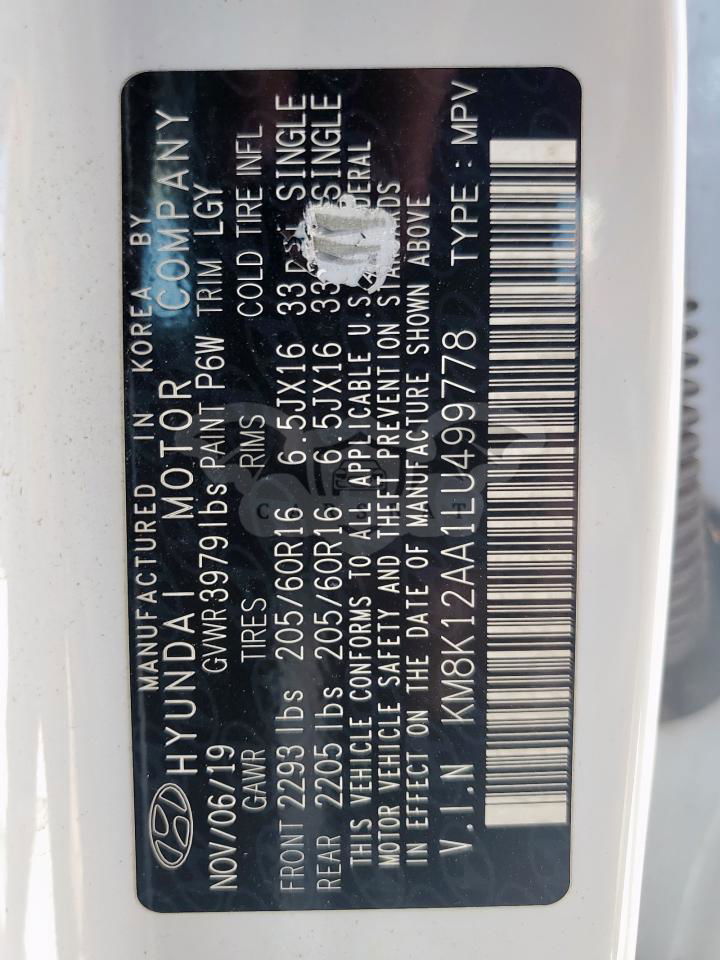 MANUFACTURED IN KOREA BY
HYUNDAI MOTOR COMPANY
NOV/06/19 GVWR 3979 lbs PAINT P6W TRIM LGY
GAWR TIRES RIMS COLD TIRE INFL
FRONT 2293 lbs 205/60R16 6.5JX16 33 SINGLE
REAR 2205 lbs 205/60R16 6.5JX16 33 SINGLE
THIS VEHICLE CONFORMS TO ALL APPLICABLE U.S.
MOTOR VEHICLE SAFETY AND THEFT PREVENTION
IN EFFECT ON THE DATE OF MANUFACTURE SHOWN ABOVE
V.I.N KM8K12AA1LU499778 TYPE : MPV